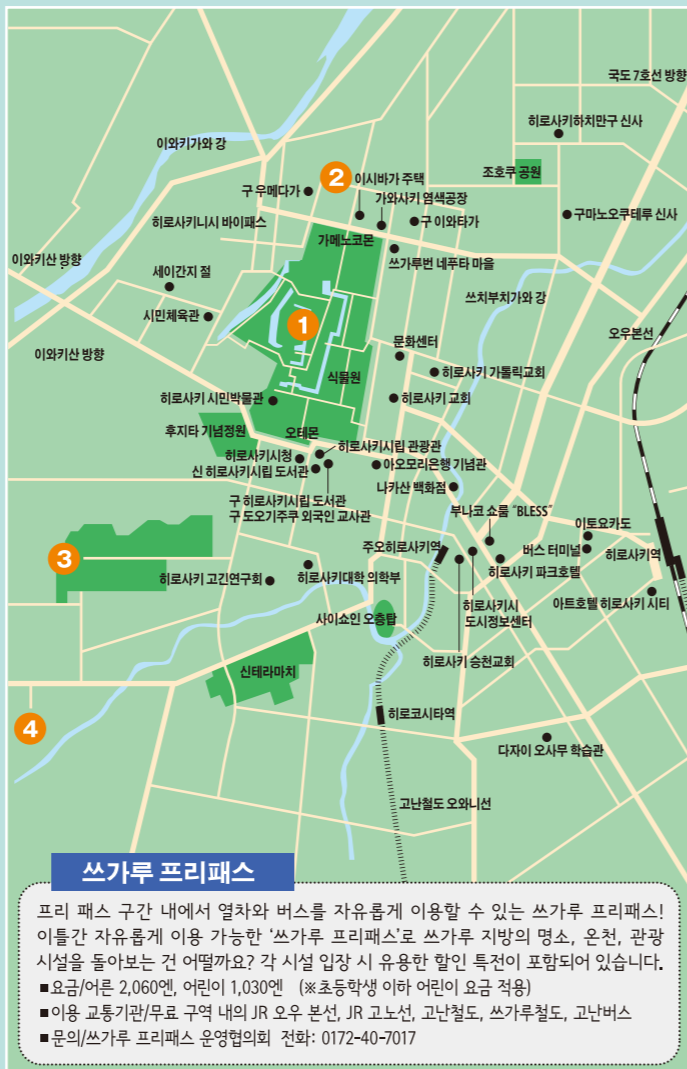 국도 7호선 방향
히로사키하치만구 신사
이와키가와 강
조호쿠 공원
2
이시바가 주택
구 우메다가
가와사키 염색공장
히로사키니시 바이패스
구 이와타가
구마노오쿠테루 신사
가메노코몬
쓰가루번 네푸타 마을
이와키산 방향
세이간지 절
쓰치부치가와 강
시민체육관
1
오우본선
이와키산 방향
문화센터
식물원
히로사키 가톨릭교회
히로사키 시민박물관
히로사키 교회
후지타 기념정원
오테몬
히로사키시립 관광관
히로사키시청
신 히로사키시립 도서관
아오모리은행 기념관
나카산 백화점
구 히로사키시립 도서관
구 도오기주쿠 외국인 교사관
부나코 쇼룸 “BLESS”
이토요카도
3
주오히로사키역
버스 터미널
히로사키역
히로사키 고긴연구회
히로사키대학 의학부
히로사키 파크호텔
사이쇼인 오층탑
히로사키시
도시정보센터
아트호텔 히로사키 시티
신테라마치
히로사키 승천교회
4
히로코시타역
다자이 오사무 학습관
고난철도 오와니선
쓰가루 프리패스
프리 패스 구간 내에서 열차와 버스를 자유롭게 이용할 수 있는 쓰가루 프리패스!
이틀간 자유롭게 이용 가능한 ‘쓰가루 프리패스’로 쓰가루 지방의 명소, 온천, 관광
시설을 돌아보는 건 어떨까요? 각 시설 입장 시 유용한 할인 특전이 포함되어 있습니다.
■요금/어른 2,060엔, 어린이 1,030엔 (※초등학생 이하 어린이 요금 적용)
■이용 교통기관/무료 구역 내의 JR 오우 본선, JR 고노선, 고난철도, 쓰가루철도, 고난버스
■문의/쓰가루 프리패스 운영협의회 전화: 0172-40-7017